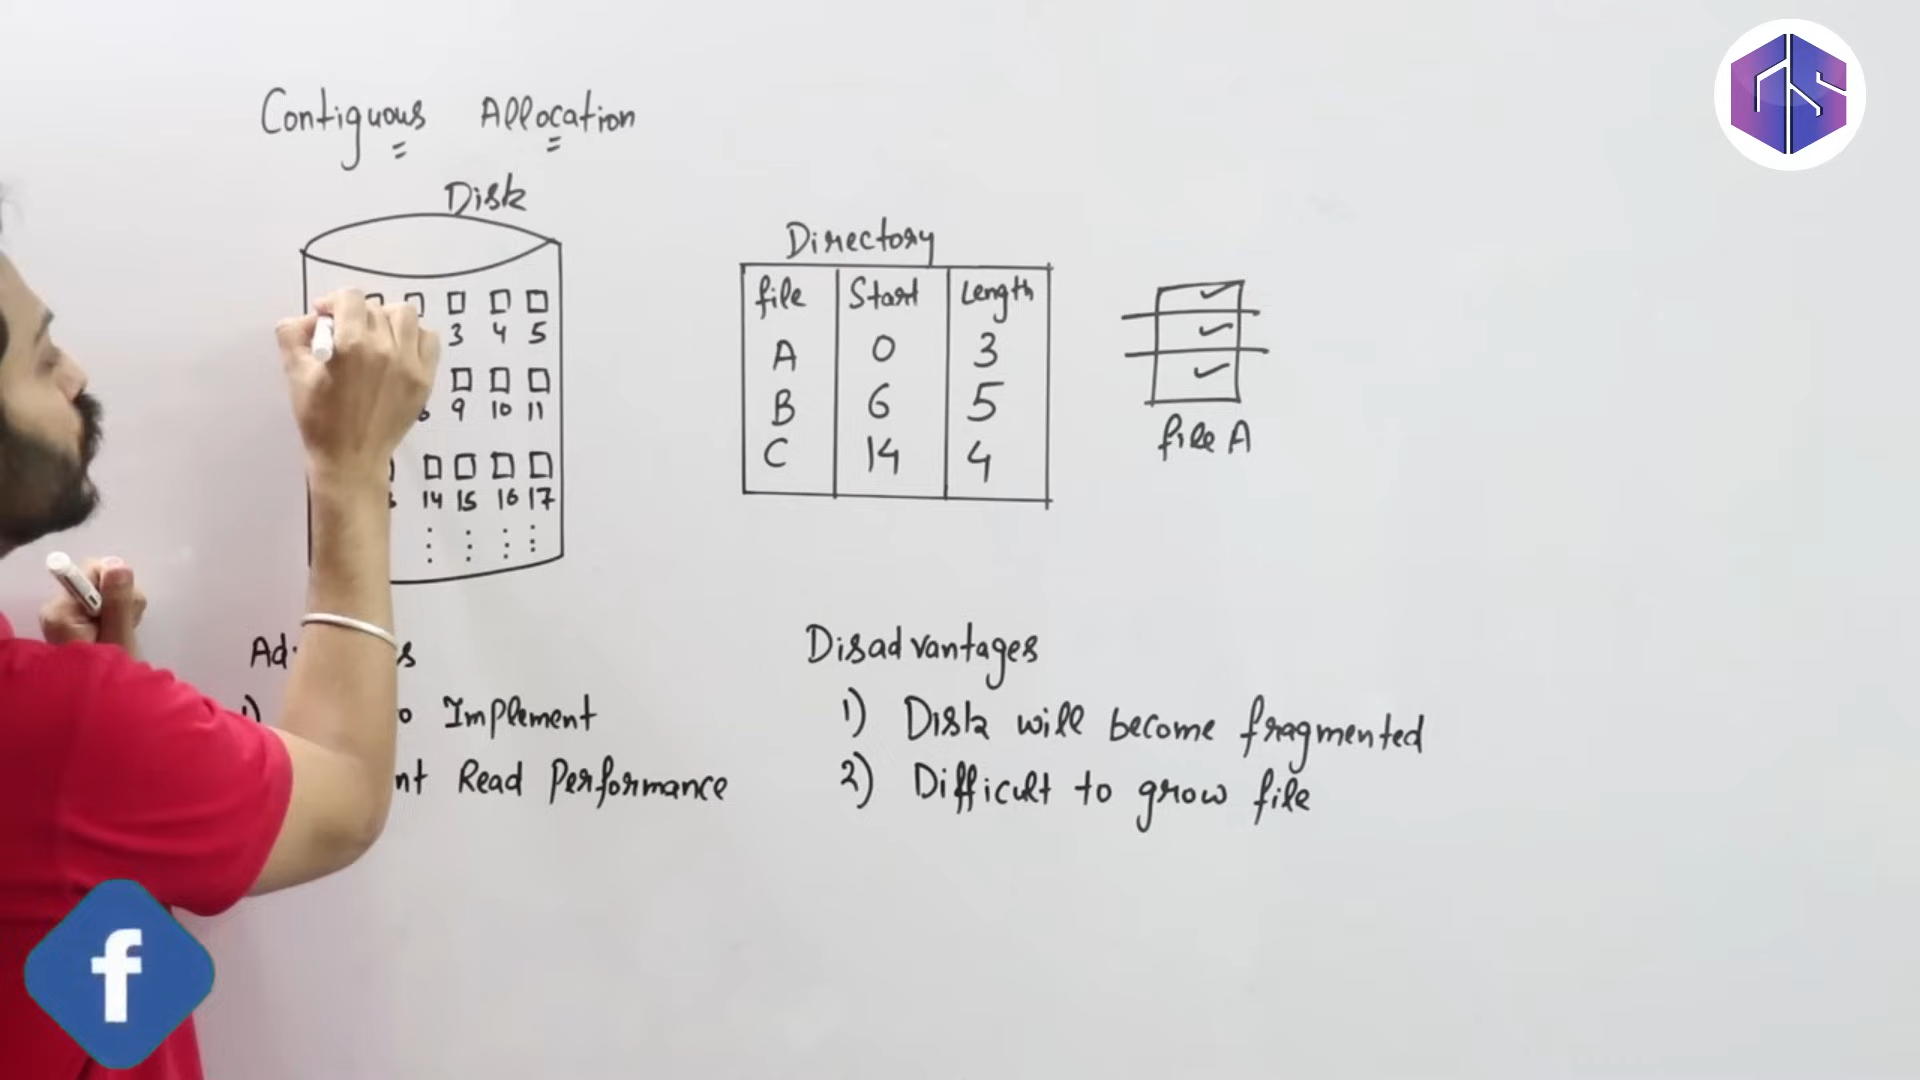 Contiguous Allocation
Disk
3 4 5
9 10 11
14 15 16 17
Directory
file Start Length
A 0 3
B 6 5
C 14 4
file A
Implement
Read Performance
Disadvantages
1) Disk will become fragmented
2) Difficult to grow file
f